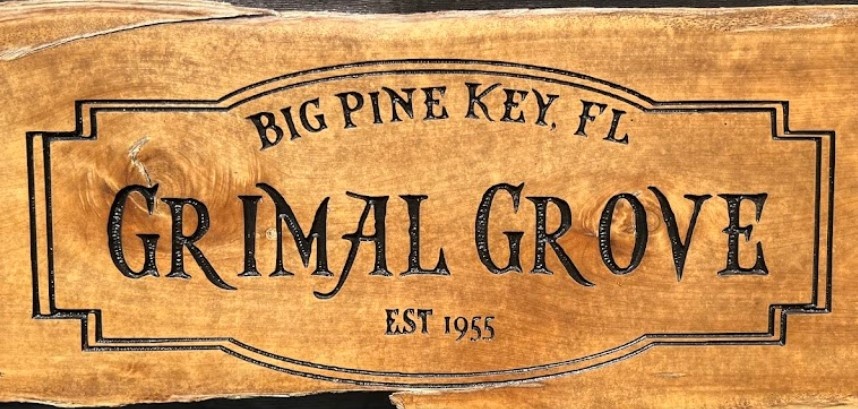 BIG PINE KEY, FL
GRIMAL GROVE
EST 1955